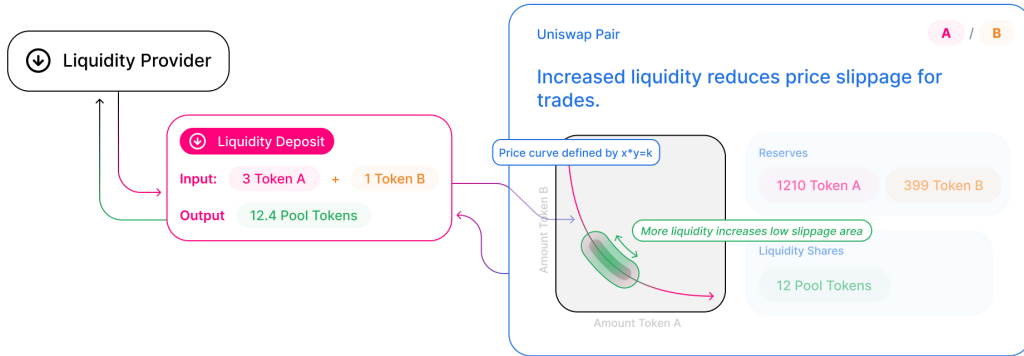 Liquidity Provider
Liquidity Deposit
Input: 3 Token A + 1 Token B
Output 12.4 Pool Tokens
Uniswap Pair
A / B
Increased liquidity reduces price slippage for
trades.
Price curve defined by x*y=k
Amount Token B
More liquidity increases low slippage area
Amount Token A
Reserves
1210 Token A 399 Token B
Liquidity Shares
12 Pool Tokens